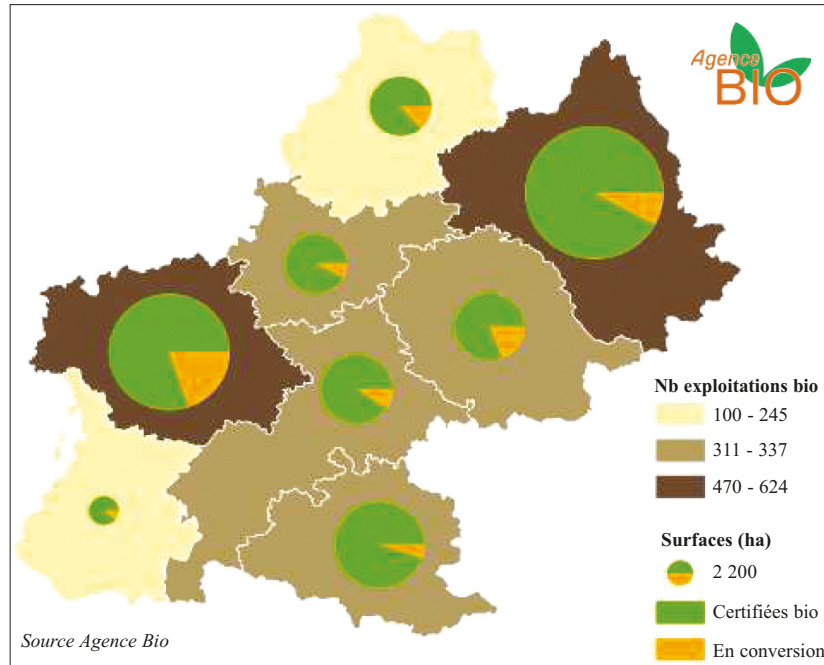 Agence
BIO
Nb exploitations bio
100 - 245
311 - 337
470 - 624
Surfaces (ha)
2 200
Certifiées bio
En conversion
Source Agence Bio